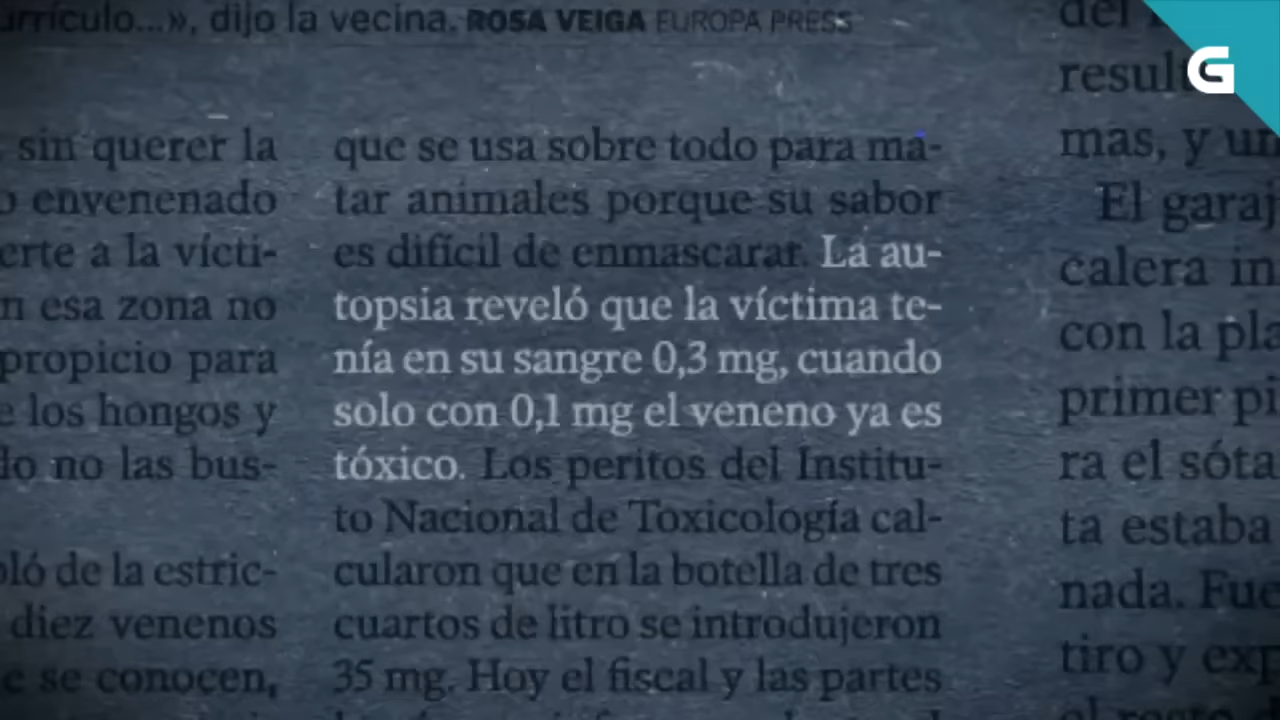 urrículo...», dijo la vecina. ROSA VEIGA EUROPA PRESS
sin querer la
envenenado
erte a la vícti-
n esa zona no
propicio para
e los hongos y
do no las bus-
ló de la estric-
diez venenos
e se conocen,
que se usa sobre todo para ma-
tar animales porque su sabor
es difícil de enmascarar. La au-
topsia reveló que la víctima te-
nía en su sangre 0,3 mg, cuando
solo con 0,1 mg el veneno ya es
tóxico. Los peritos del Institu-
to Nacional de Toxicología cal-
cularon que en la botella de tres
cuartos de litro se introdujeron
35 mg. Hoy el fiscal y las partes
del
result
mas, y un
El garaj
calera in
con la pla
primer pi
ra el sóta
ta estaba
nada. Fue
tiro y exp
G